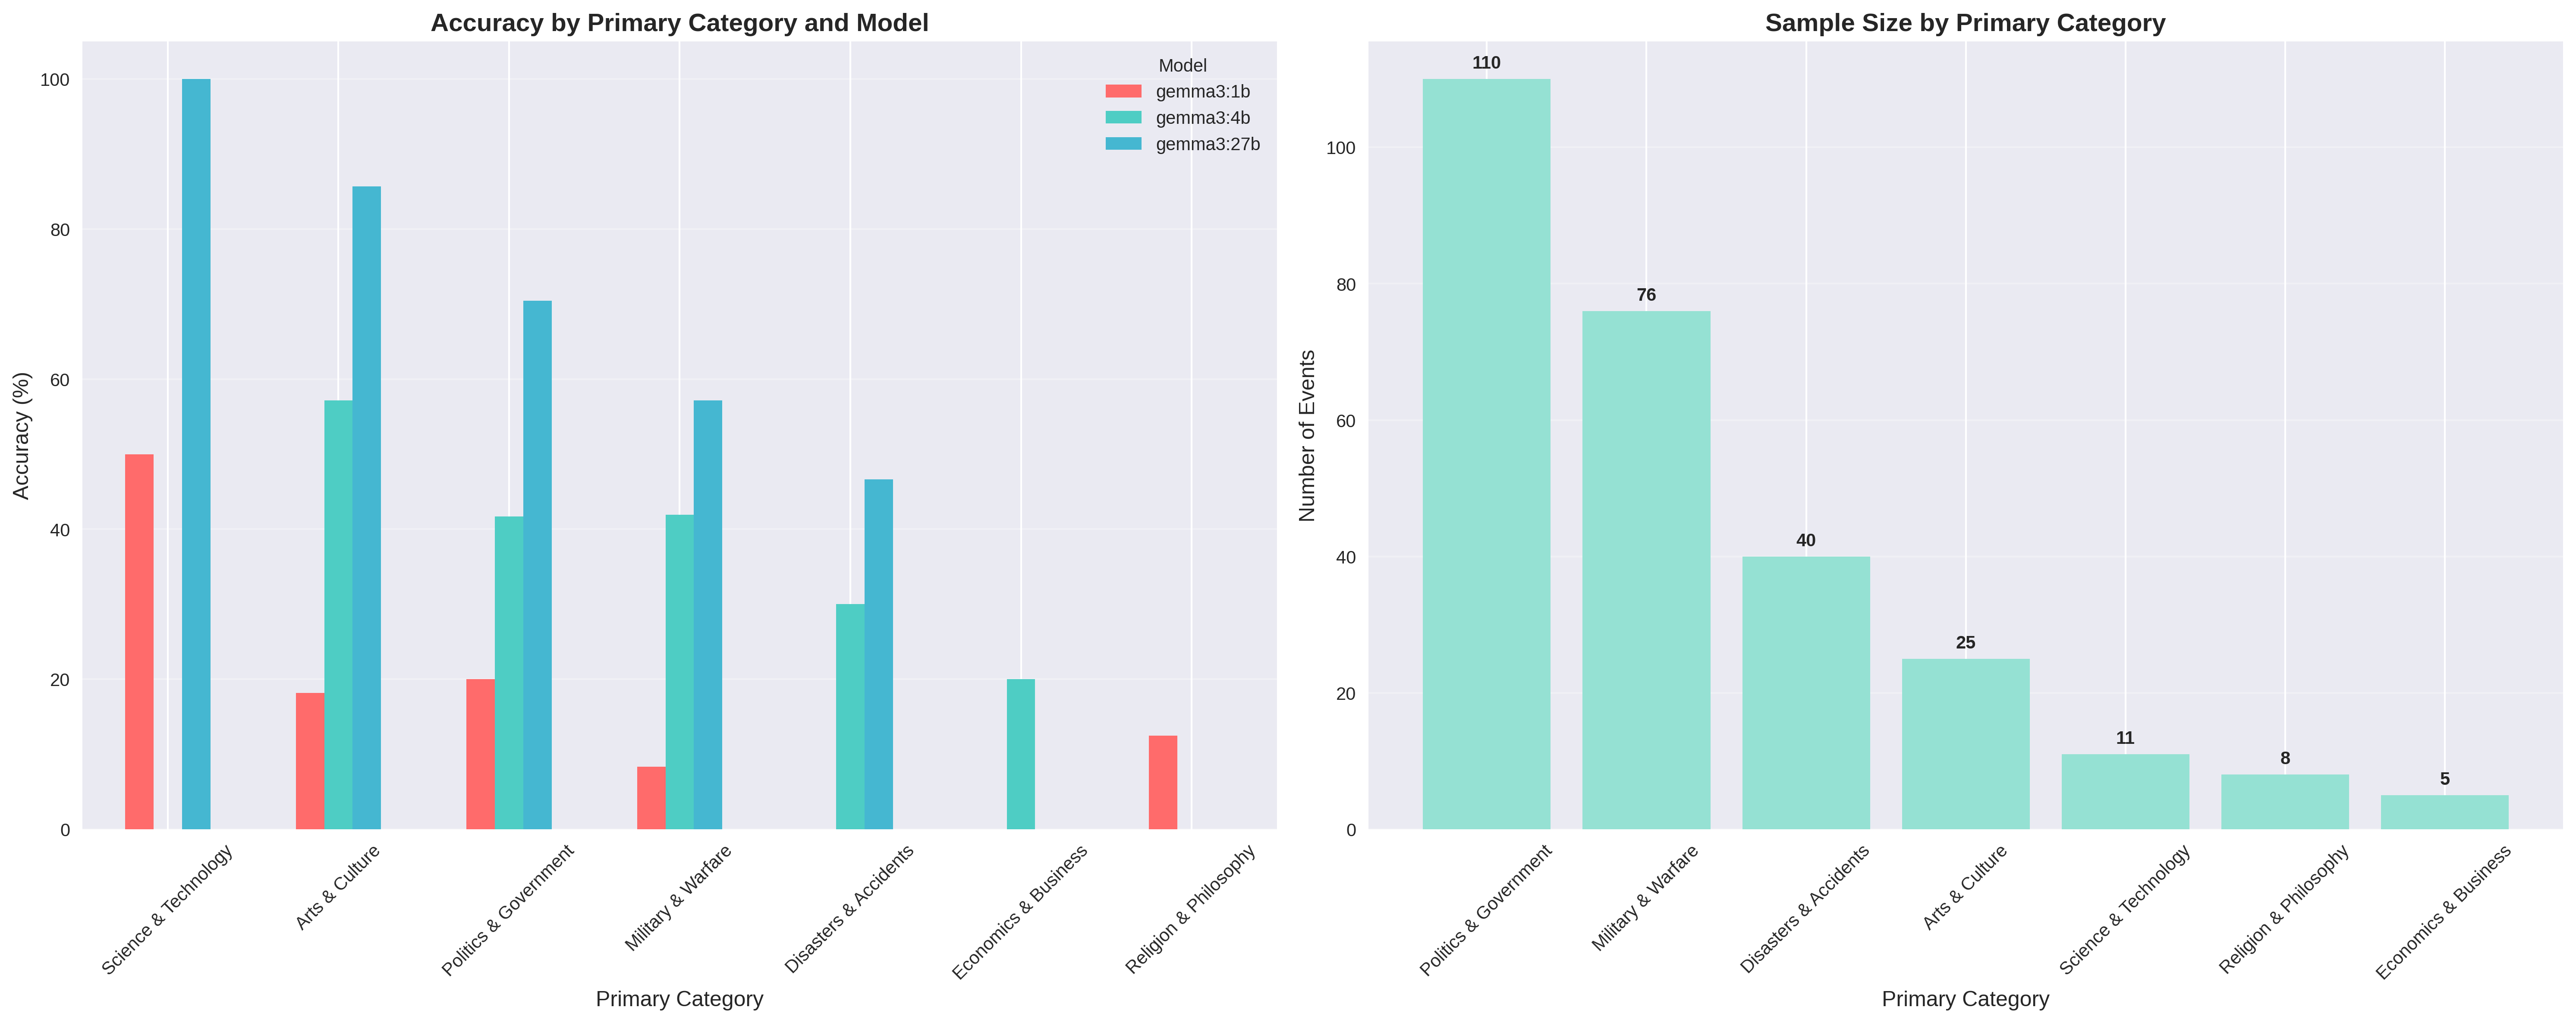 Accuracy by Primary Category and Model
Accuracy (%)
100
80
60
40
20
0
Model
gemma3:1b
gemma3:4b
gemma3:27b
Science & Technology
Arts & Culture
Politics & Government
Military & Warfare
Disasters & Accidents
Economics & Business
Religion & Philosophy
Primary Category
Sample Size by Primary Category
Number of Events
100
80
60
40
20
0
110
76
40
25
11
8
5
Politics & Government
Military & Warfare
Disasters & Accidents
Arts & Culture
Science & Technology
Religion & Philosophy
Economics & Business
Primary Category